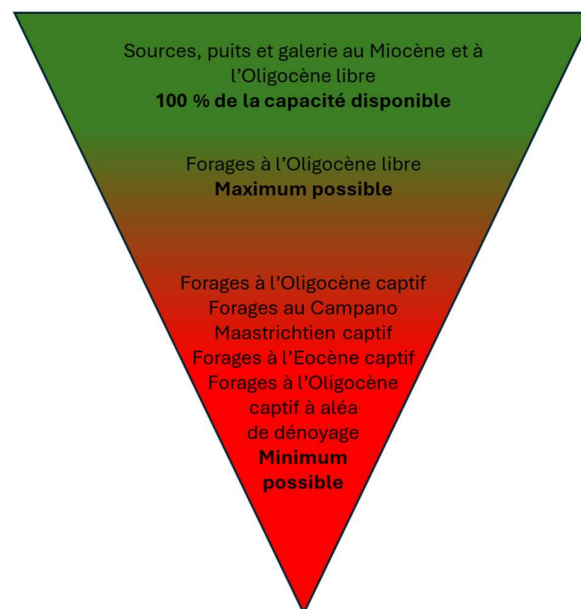 Sources, puits et galerie au Miocène et à
l’Oligocène libre
100 % de la capacité disponible
Forages à l’Oligocène libre
Maximum possible
Forages à l’Oligocène captif
Forages au Campano
Maastrichtien captif
Forages à l’Eocène captif
Forages à l’Oligocène
captif à aléa
de dénoyage
Minimum
possible